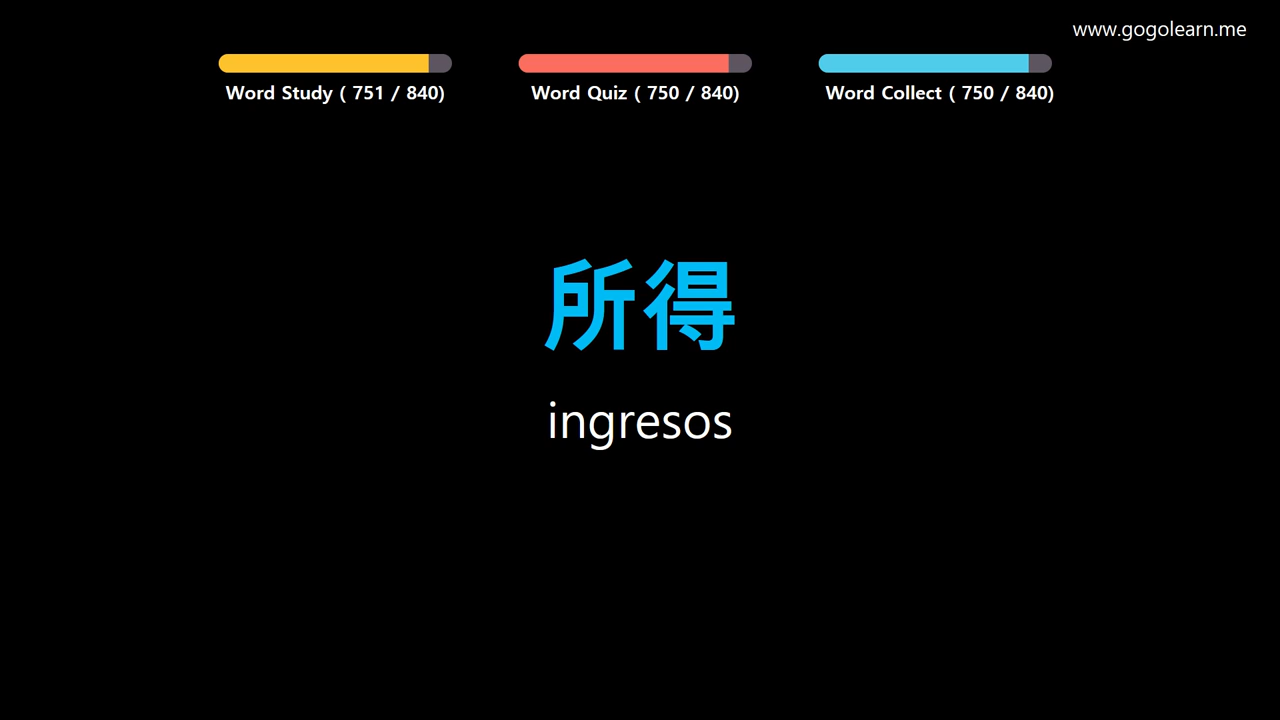 www.gogolearn.me
Word Study ( 751 / 840)
Word Quiz ( 750 / 840)
Word Collect ( 750 / 840)
所得
ingresos